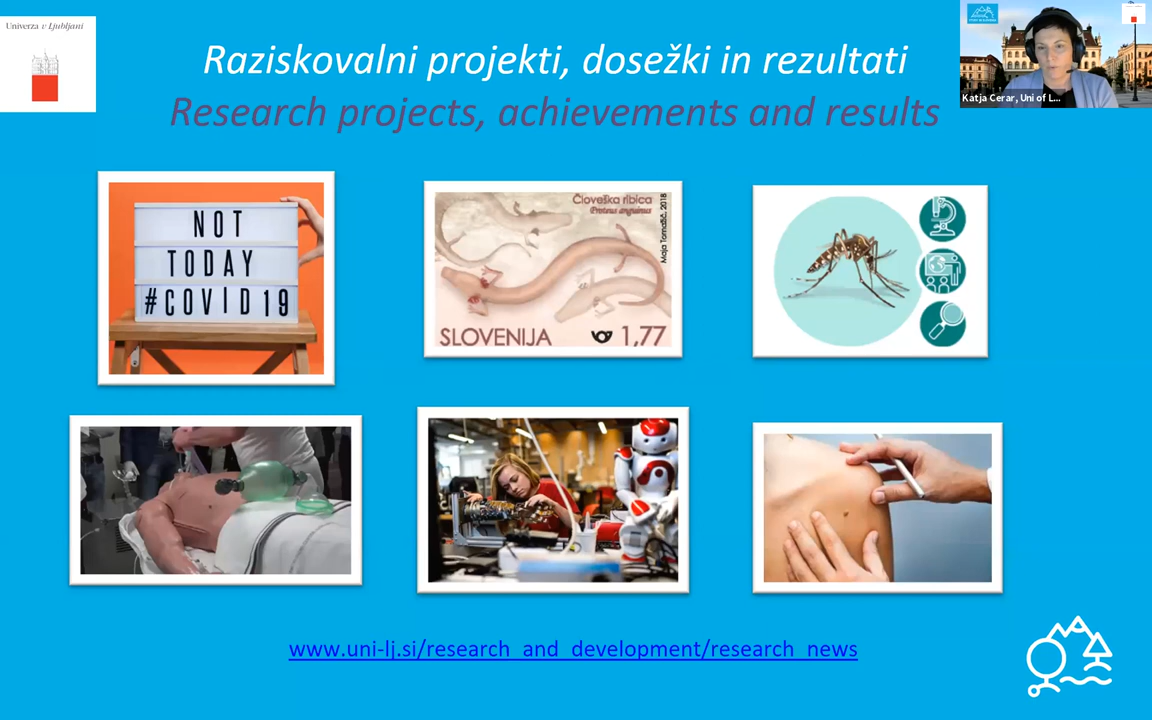 Univerza v Ljubljani
Raziskovalni projekti, dosežki in rezultati
Research projects, achievements and results
Katja Cerar, Uni of L...
NOT
TODAY
#COVID19
Človeška ribica
Proteus anguinus
Maja Tomažič, 2018
SLOVENIJA 1,77
www.uni-lj.si/research_and_development/research_news